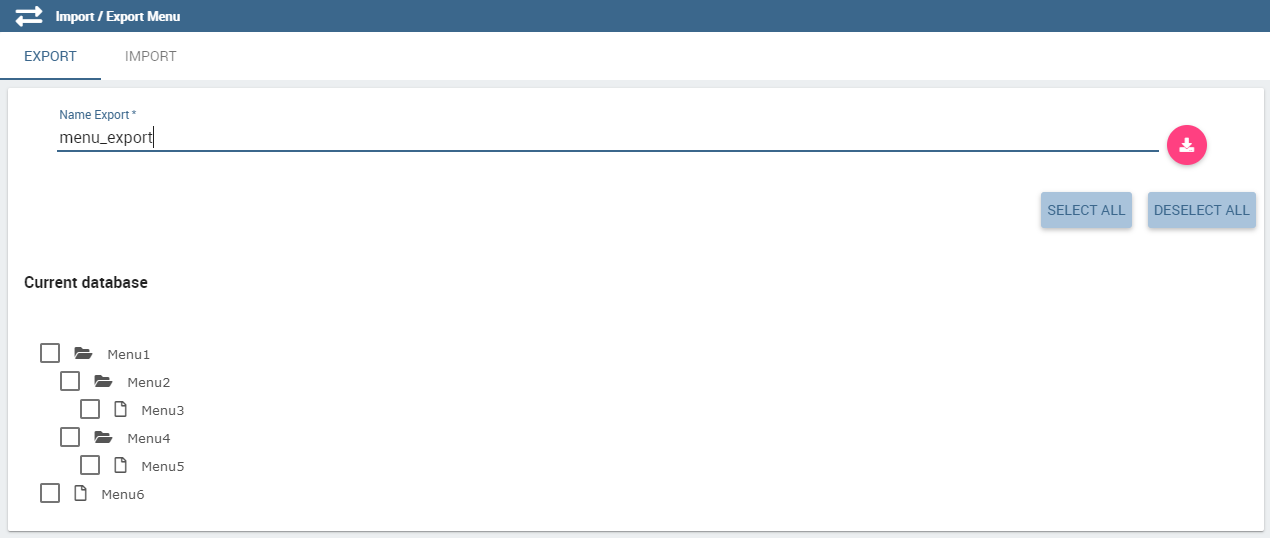 Import / Export Menu
EXPORT IMPORT
Name Export *
menu_export
SELECT ALL DESELECT ALL
Current database
Menu1
Menu2
Menu3
Menu4
Menu5
Menu6